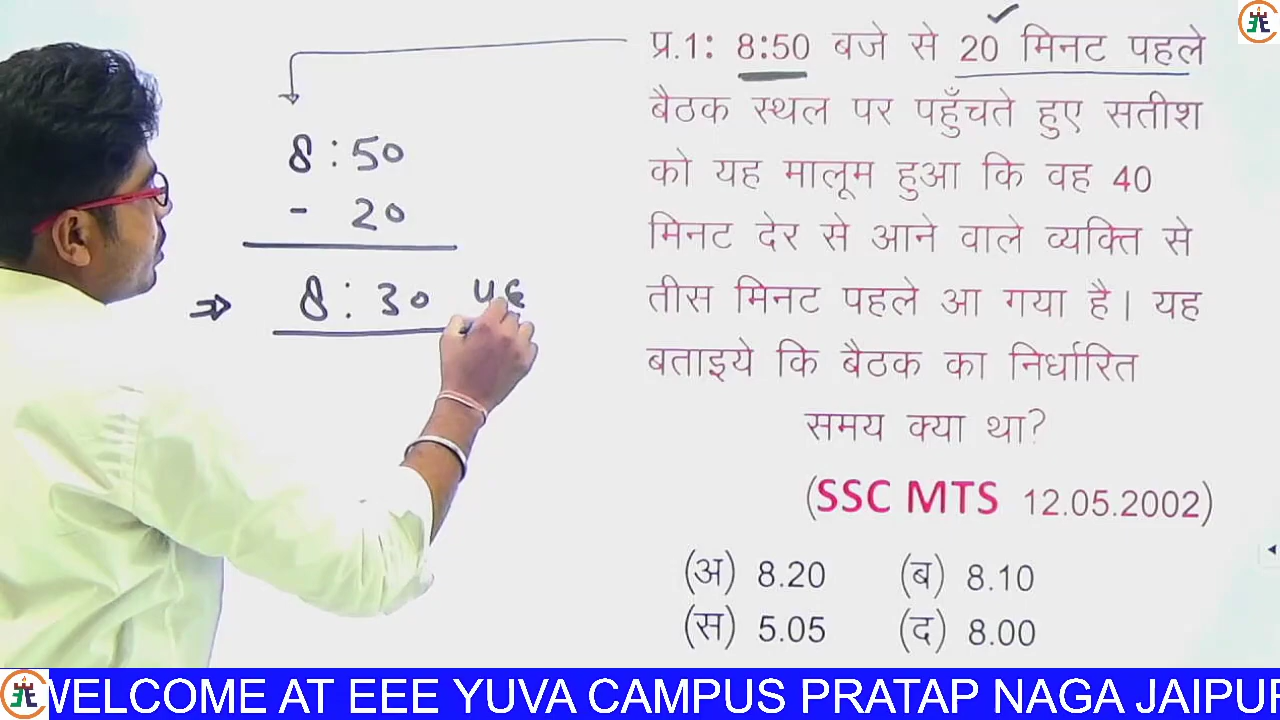 प्र.1: 8:50 बजे से 20 मिनट पहले
बैठक स्थल पर पहुँचते हुए सतीश
को यह मालूम हुआ कि वह 40
मिनट देर से आने वाले व्यक्ति से
तीस मिनट पहले आ गया है। यह
बताइये कि बैठक का निर्धारित
समय क्या था?
(SSC MTS 12.05.2002)
(अ) 8.20 (ब) 8.10
(स) 5.05 (द) 8.00
8:50
- 20
⇒ 8:30
WELCOME AT EEE YUVA CAMPUS PRATAP NAGA JAIPUR